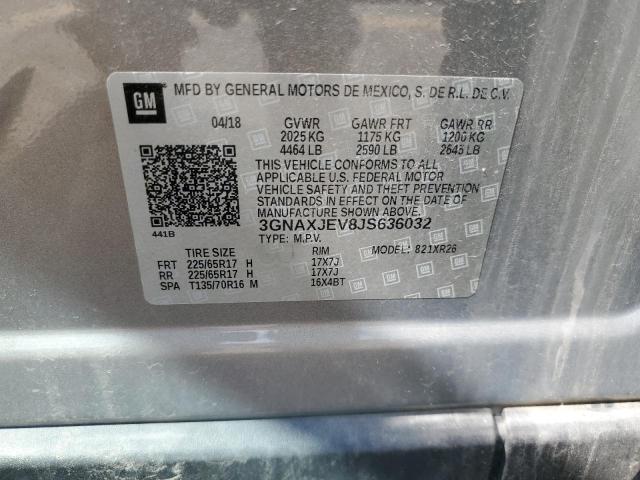 GM
MFD BY GENERAL MOTORS DE MEXICO, S. DE R.L. DE C.V.
04/18 GVWR GAWR FRT GAWR RR
2025 KG 1175 KG 1200 KG
4464 LB 2590 LB 2645 LB
THIS VEHICLE CONFORMS TO ALL
APPLICABLE U.S. FEDERAL MOTOR
VEHICLE SAFETY AND THEFT PREVENTION
STANDARDS IN EFFECT ON THE DATE OF
MANUFACTURE SHOWN ABOVE.
3GNAXJEV8JS636032
441B
TYPE: M.P.V. MODEL: 821XR26
TIRE SIZE RIM
FRT 225/65R17 H 17X7J
RR 225/65R17 H 17X7J
SPA T135/70R16 M 16X4BT